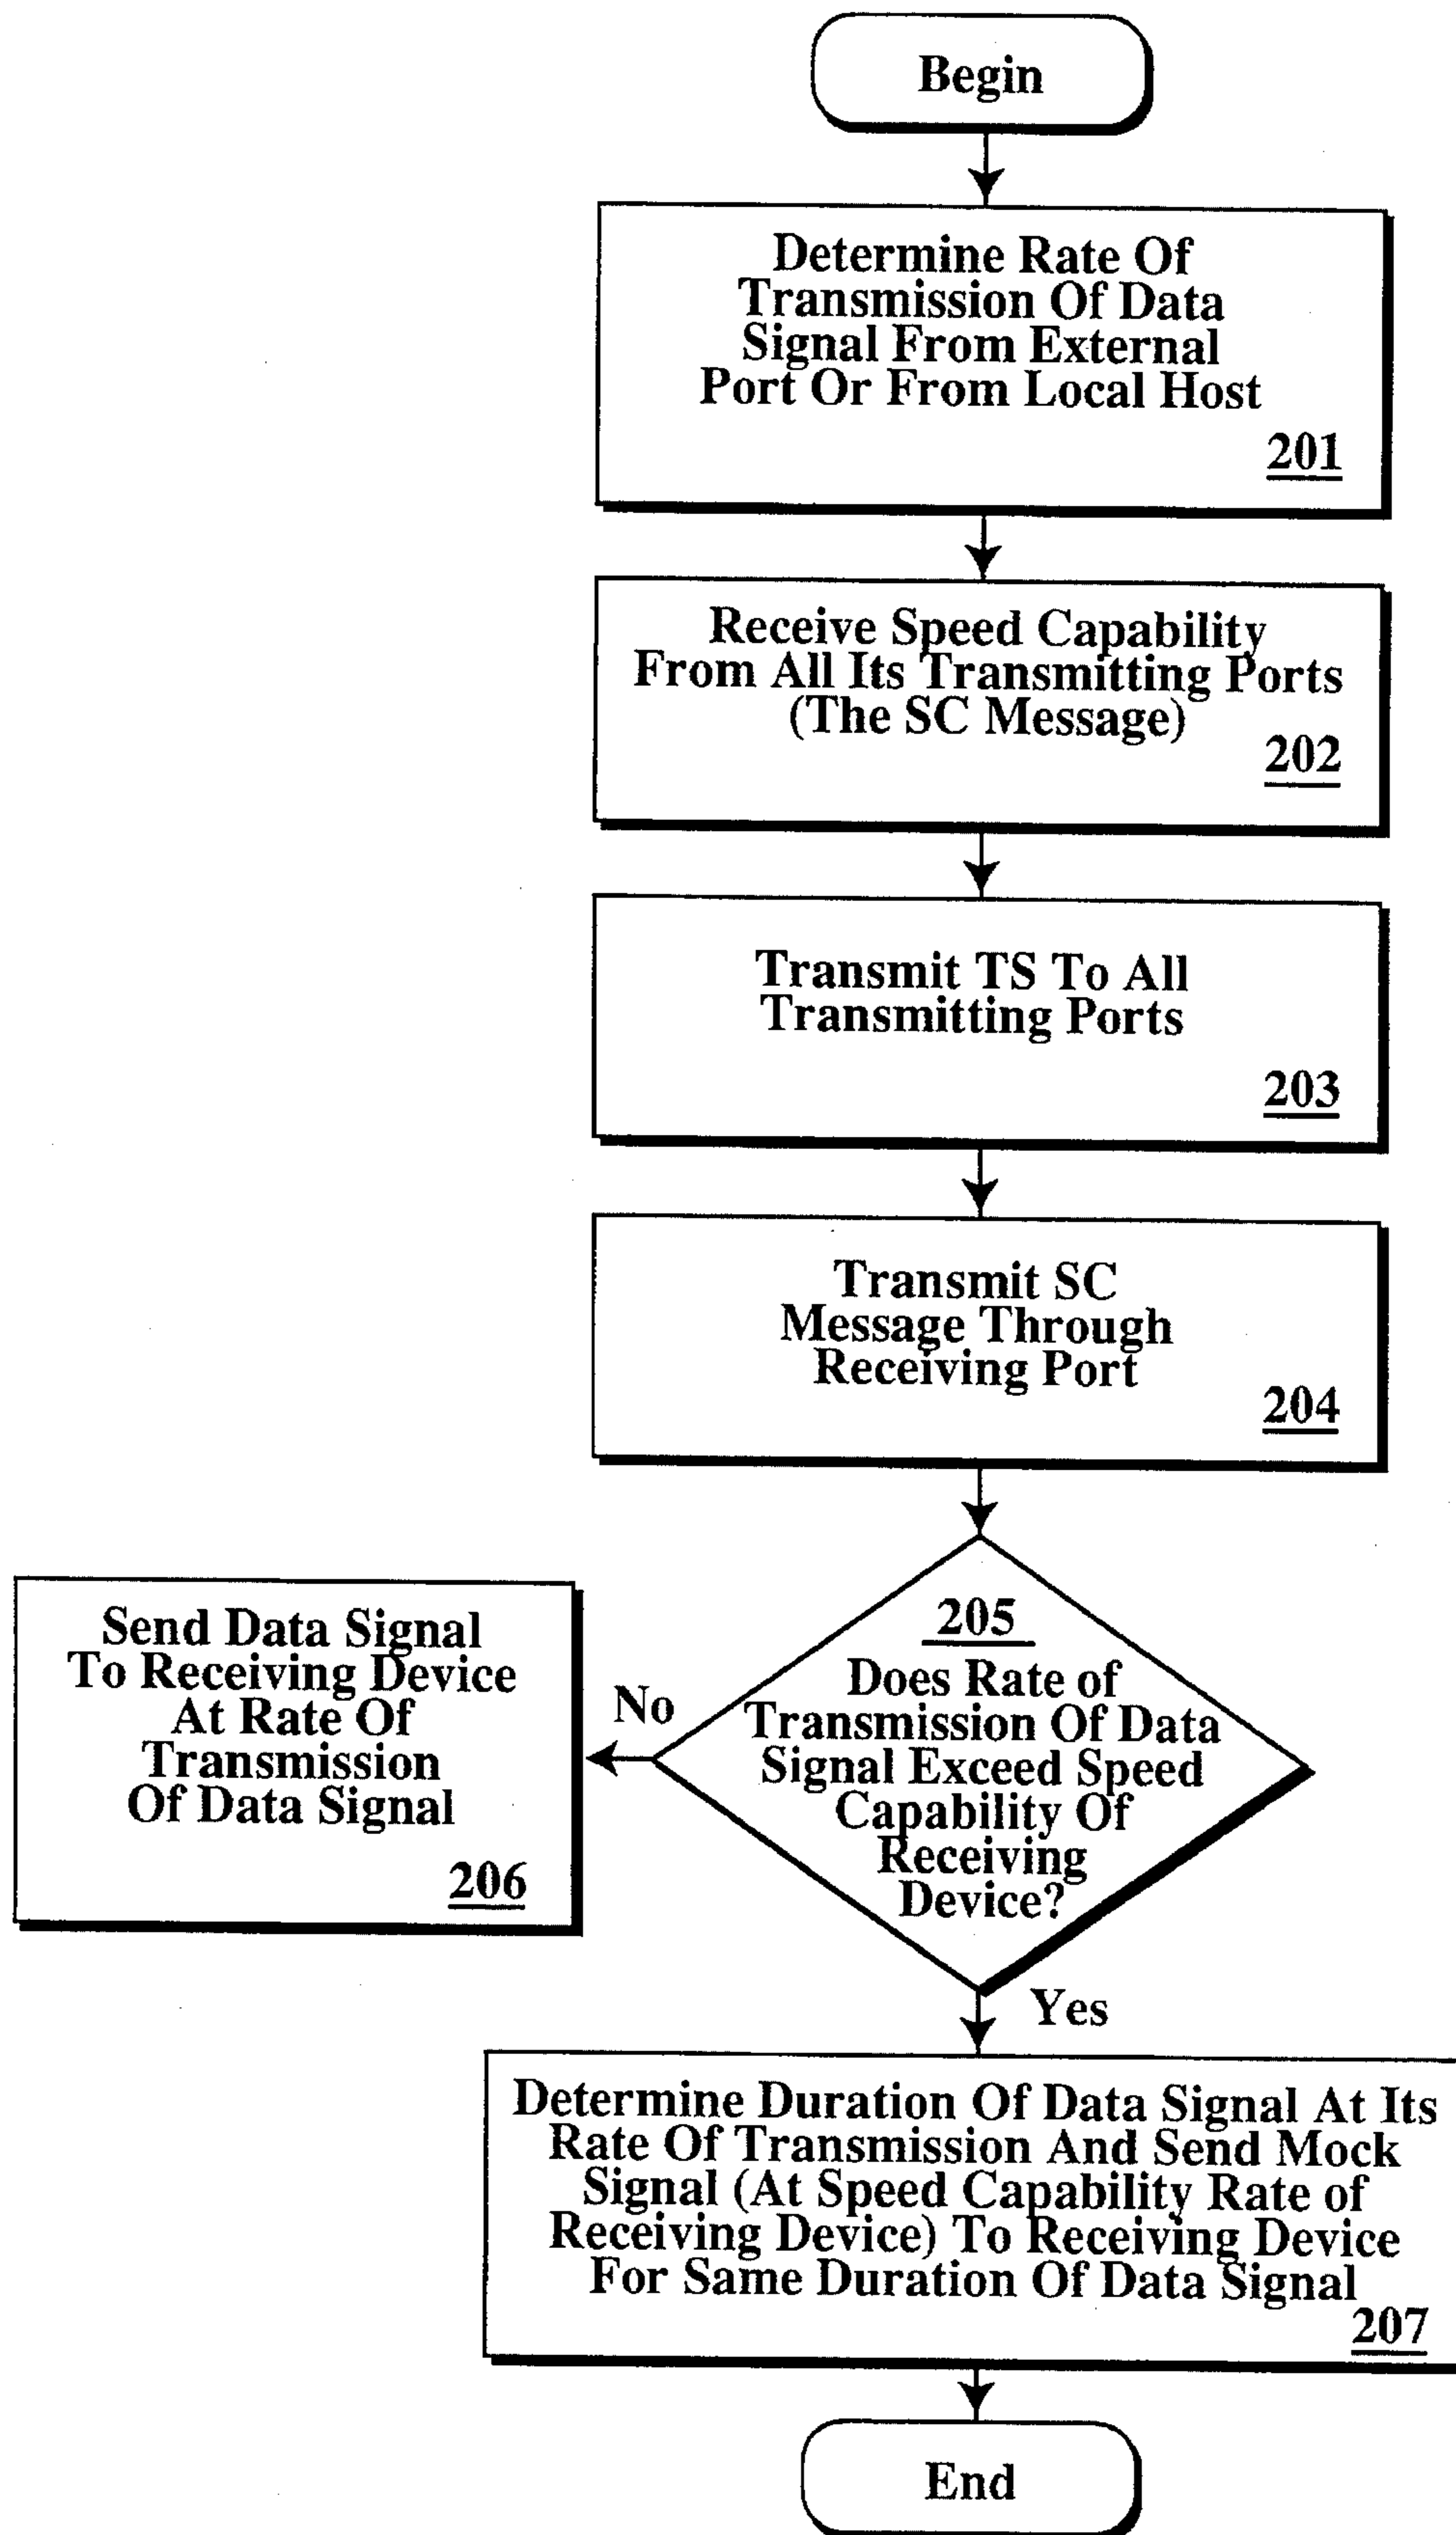 Begin
Determine Rate Of
Transmission Of Data
Signal From External
Port Or From Local Host
201
Receive Speed Capability
From All Its Transmitting Ports
(The SC Message)
202
Transmit TS To All
Transmitting Ports
203
Transmit SC
Message Through
Receiving Port
204
205
Does Rate of
Transmission Of Data
Signal Exceed Speed
Capability Of
Receiving
Device?
No
Send Data Signal
To Receiving Device
At Rate Of
Transmission
Of Data Signal
206
Yes
Determine Duration Of Data Signal At Its
Rate Of Transmission And Send Mock
Signal (At Speed Capability Rate of
Receiving Device) To Receiving Device
For Same Duration Of Data Signal
207
End